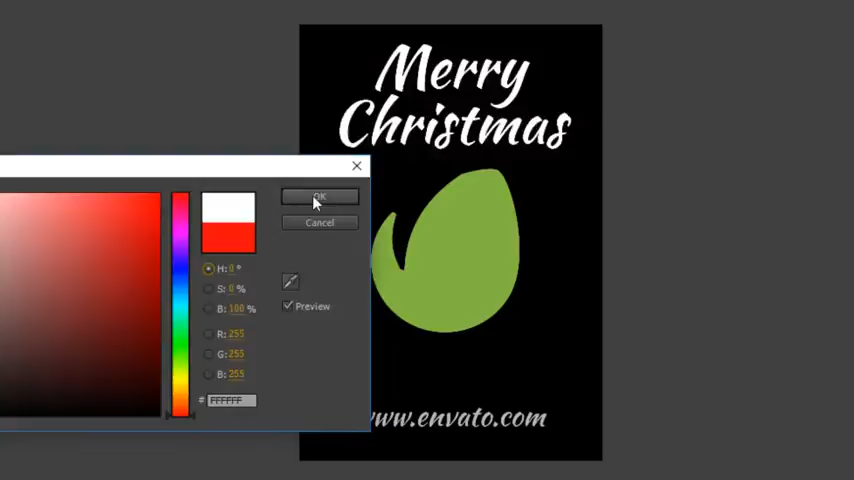 Merry
Christmas
OK
Cancel
H: 0 °
S: 0 %
B: 100 %
Preview
R: 255
G: 255
B: 255
# FFFFFF
www.envato.com